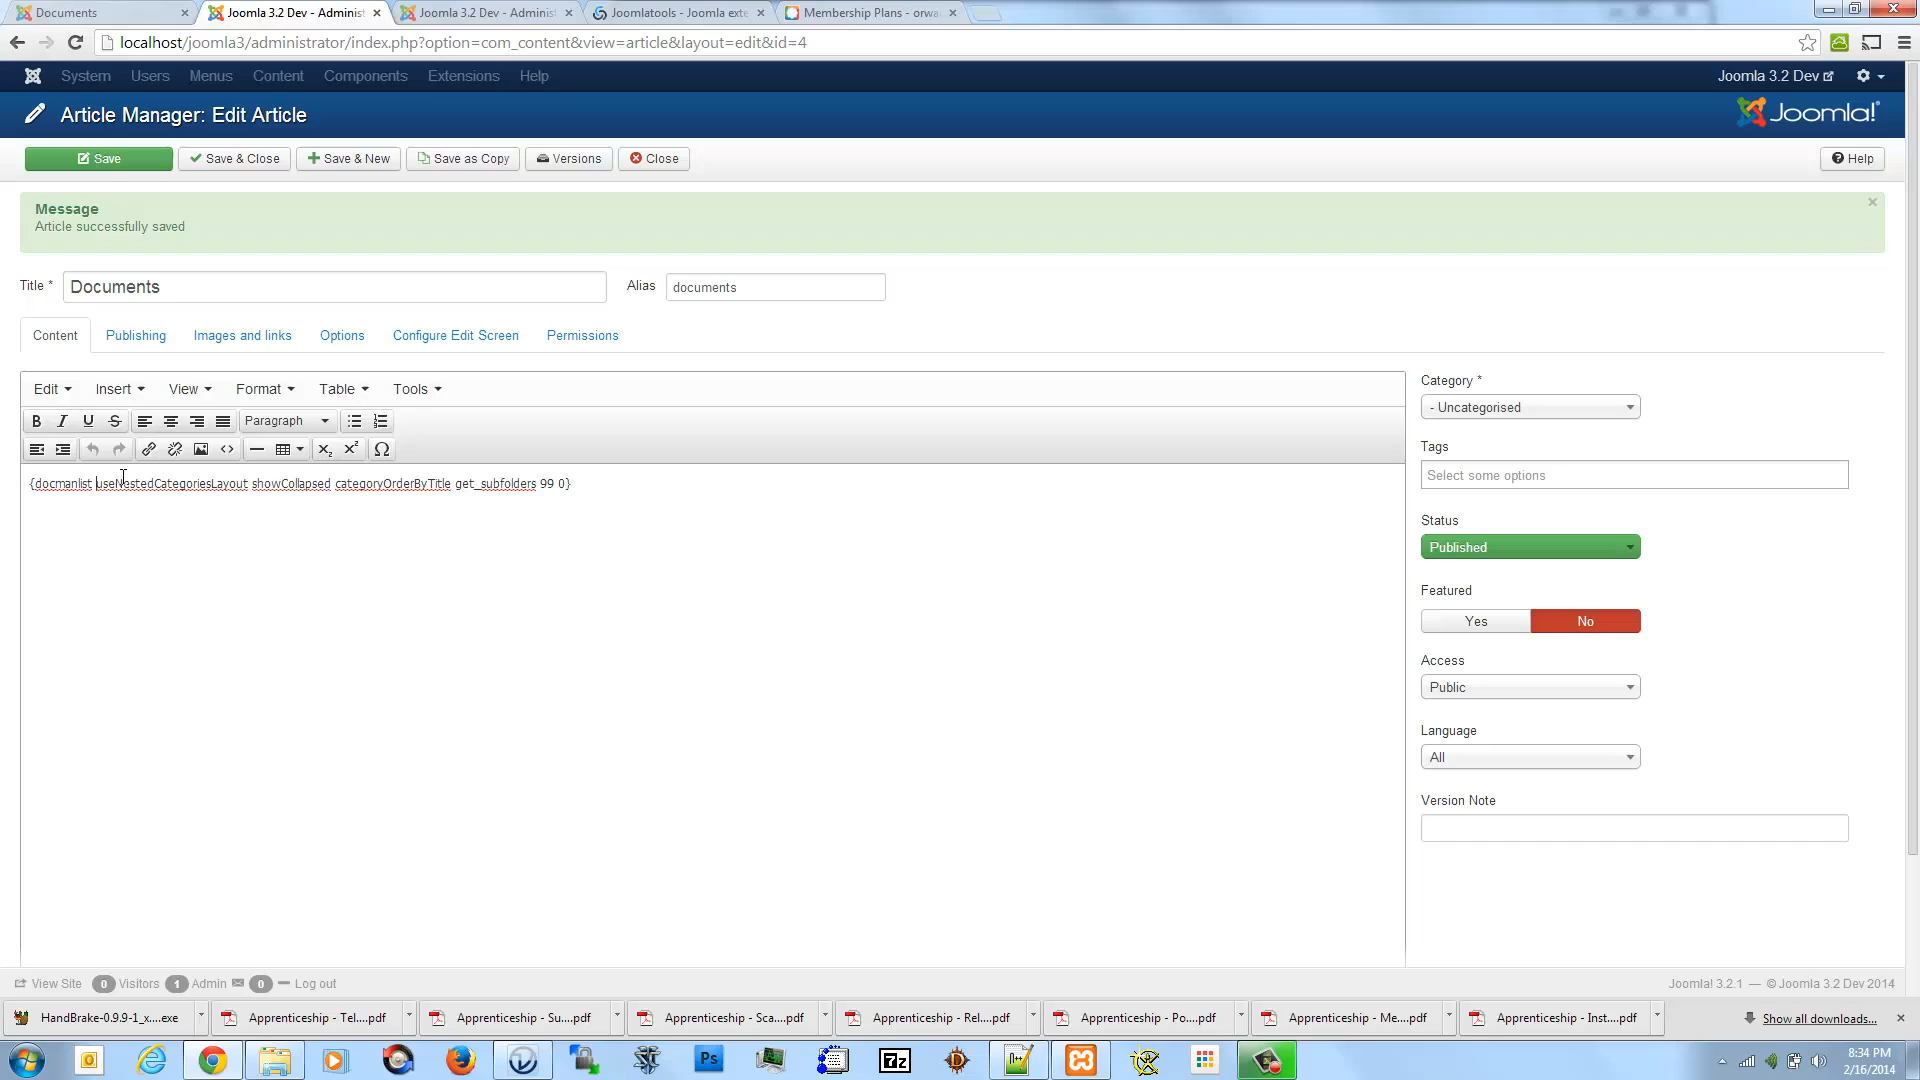 Documents
Joomla 3.2 Dev - Administ
Joomla 3.2 Dev - Administ
Joomlatools - Joomla exte
Membership Plans - orwa
localhost/joomla3/administrator/index.php?option=com_content&view=article&layout=edit&id=4
System Users Menus Content Components Extensions Help
Joomla 3.2 Dev
Article Manager: Edit Article
Joomla!
Save
Save & Close
Save & New
Save as Copy
Versions
Close
Help
Message
Article successfully saved
Title *
Documents
Alias
documents
Content Publishing Images and links Options Configure Edit Screen Permissions
Edit Insert View Format Table Tools
Paragraph
{docmanlist useNestedCategoriesLayout showCollapsed categoryOrderByTitle get_subfolders 99 0}
Category *
- Uncategorised
Tags
Select some options
Status
Published
Featured
Yes No
Access
Public
Language
All
Version Note
View Site 0 Visitors 1 Admin 0 Log out
Joomla! 3.2.1 — © Joomla 3.2 Dev 2014
HandBrake-0.9.9-1_x....exe
Apprenticeship - Tel....pdf
Apprenticeship - Su....pdf
Apprenticeship - Sca....pdf
Apprenticeship - Rel....pdf
Apprenticeship - Po....pdf
Apprenticeship - Me....pdf
Apprenticeship - Inst....pdf
Show all downloads...
Ps
7z
8:34 PM
2/16/2014